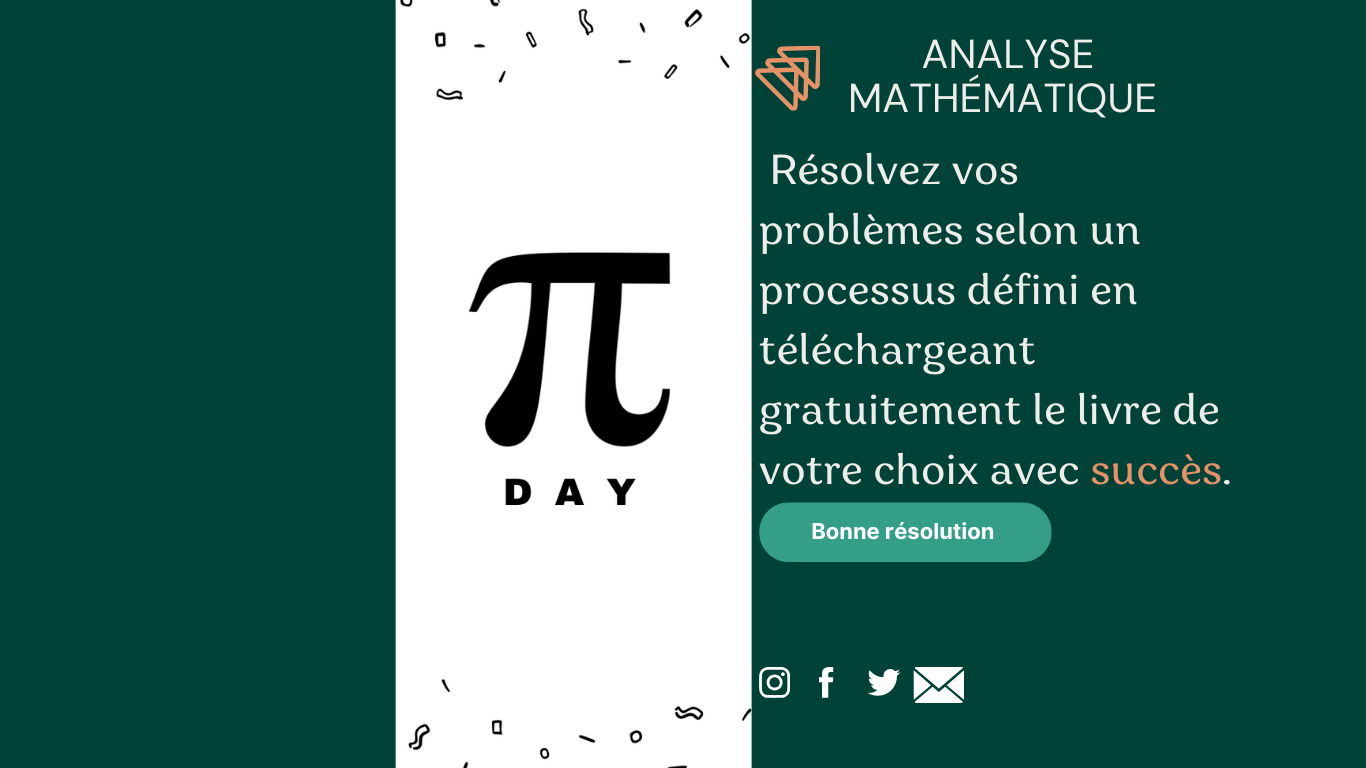 π
DAY
ANALYSE
MATHÉMATIQUE
Résolvez vos
problèmes selon un
processus défini en
téléchargeant
gratuitement le livre de
votre choix avec succès.
Bonne résolution